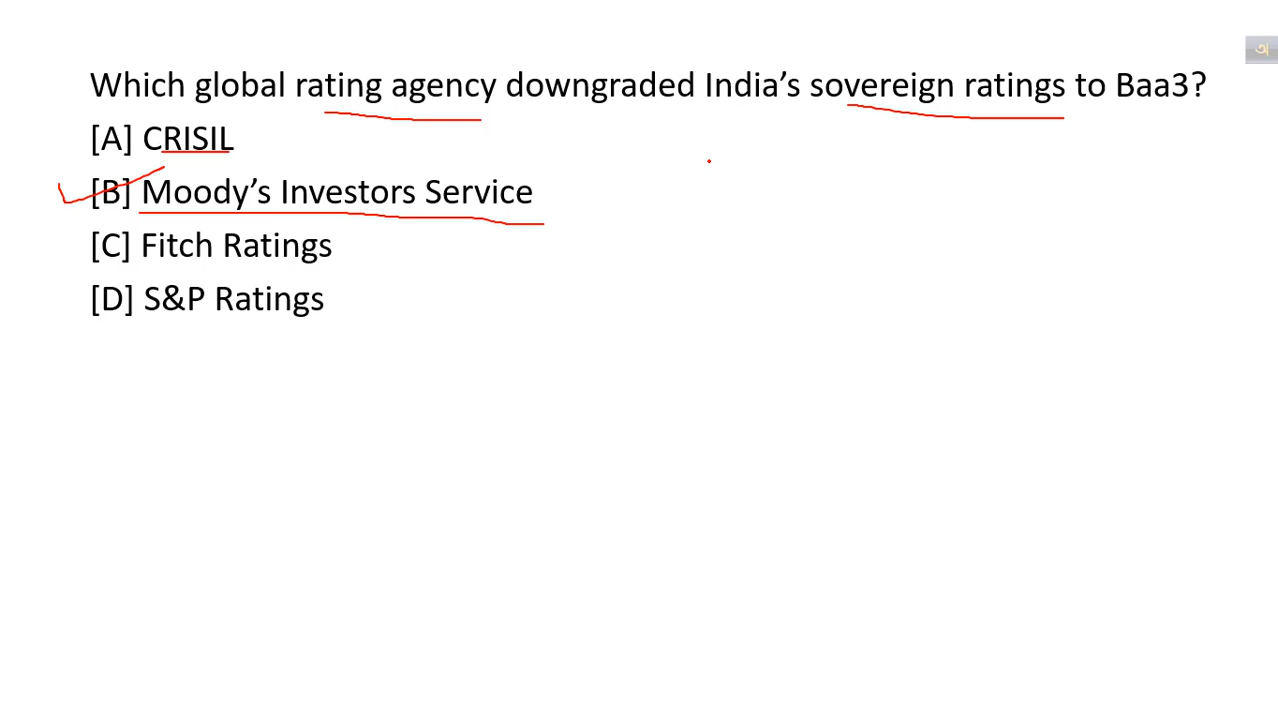 Which global rating agency downgraded India’s sovereign ratings to Baa3?
[A] CRISIL
[B] Moody’s Investors Service
[C] Fitch Ratings
[D] S&P Ratings